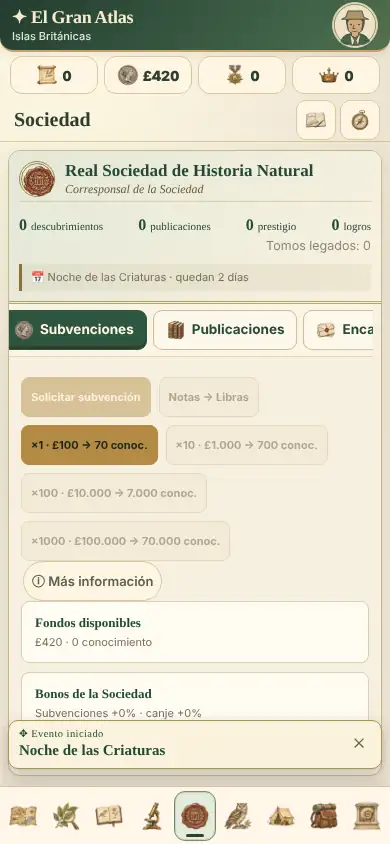 ✦ El Gran Atlas
Islas Británicas
0
£420
0
0
Sociedad
Real Sociedad de Historia Natural
Corresponsal de la Sociedad
0 descubrimientos 0 publicaciones 0 prestigio 0 logros
Tomos legados: 0
📅 Noche de las Criaturas · quedan 2 días
Subvenciones
Publicaciones
Enca
Solicitar subvención
Notas → Libras
×1 · £100 → 70 conoc.
×10 · £1.000 → 700 conoc.
×100 · £10.000 → 7.000 conoc.
×1000 · £100.000 → 70.000 conoc.
ⓘ Más información
Fondos disponibles
£420 · 0 conocimiento
Bonos de la Sociedad
Subvenciones +0% · canje +0%
✥ Evento iniciado
Noche de las Criaturas